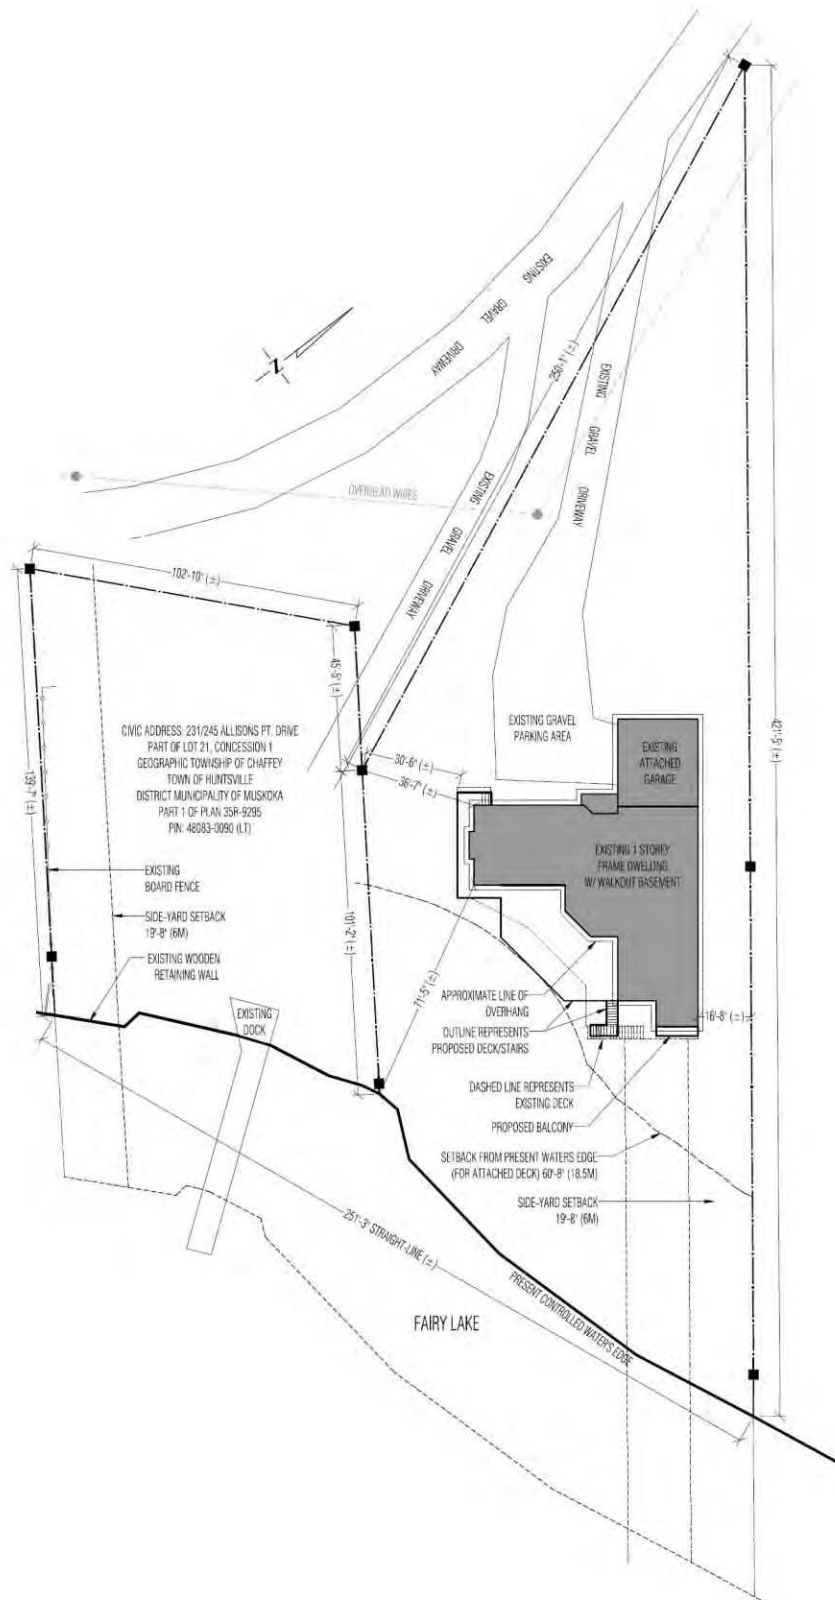 EXISTING
GRAVEL
DRIVEWAY
N
250'-1" (±)
EXISTING
GRAVEL
DRIVEWAY
OVERHEAD WIRES
EXISTING
GRAVEL
DRIVEWAY
102'-10" (±)
45'-5" (±)
139'-7" (±)
421'-5" (±)
CIVIC ADDRESS: 231/245 ALLISONS PT. DRIVE
PART OF LOT 21, CONCESSION 1
GEOGRAPHIC TOWNSHIP OF CHAFFEY
TOWN OF HUNTSVILLE
DISTRICT MUNICIPALITY OF MUSKOKA
PART 1 OF PLAN 35R-9295
PIN: 48083-0090 (LT)
EXISTING GRAVEL
PARKING AREA
EXISTING
ATTACHED
GARAGE
30'-6" (±)
36'-7" (±)
EXISTING 1 STOREY
FRAME DWELLING
W/ WALKOUT BASEMENT
EXISTING
BOARD FENCE
SIDE-YARD SETBACK
19'-8" (6M)
EXISTING WOODEN
RETAINING WALL
101'-2" (±)
71'-5" (±)
EXISTING
DOCK
APPROXIMATE LINE OF
OVERHANG
OUTLINE REPRESENTS
PROPOSED DECK/STAIRS
16'-8" (±)
DASHED LINE REPRESENTS
EXISTING DECK
PROPOSED BALCONY
SETBACK FROM PRESENT WATERS EDGE
(FOR ATTACHED DECK) 60'-8" (18.5M)
SIDE-YARD SETBACK
19'-8" (6M)
251'-3" STRAIGHT-LINE (±)
PRESENT CONTROLLED WATER'S EDGE
FAIRY LAKE